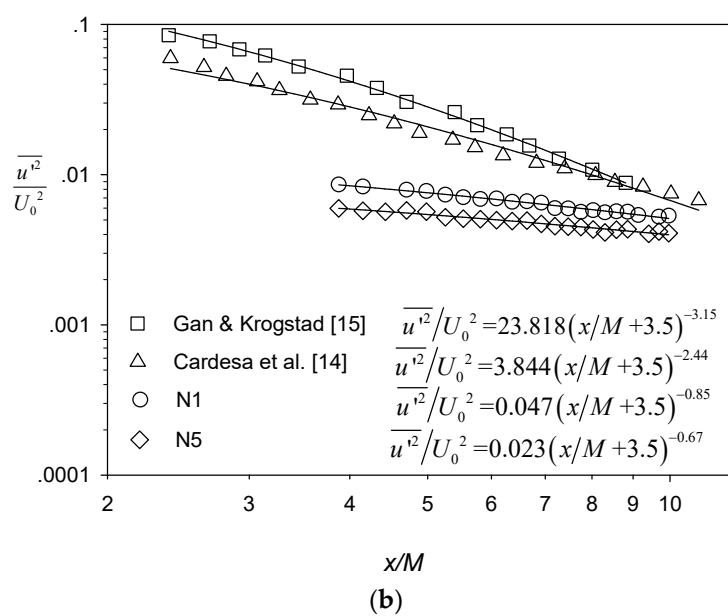 .1
.01
.001
.0001
u'²/U₀²
□ Gan & Krogstad [15] u'²/U₀² =23.818(x/M +3.5)⁻³·¹⁵
△ Cardesa et al. [14] u'²/U₀² =3.844(x/M +3.5)⁻²·⁴⁴
○ N1 u'²/U₀² =0.047(x/M +3.5)⁻⁰·⁸⁵
◇ N5 u'²/U₀² =0.023(x/M +3.5)⁻⁰·⁶⁷
2 3 4 5 6 7 8 9 10
x/M
(b)